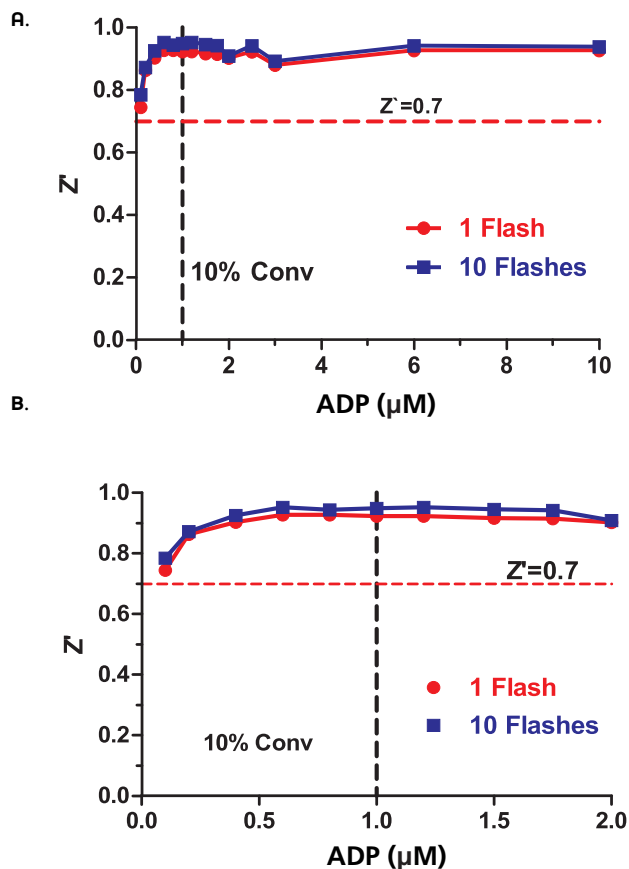 A.
1.0
0.8
0.6
0.4
0.2
0.0
Z'
Z`=0.7
1 Flash
10 Flashes
10% Conv
0 2 4 6 8 10
ADP (µM)
B.
1.0
0.8
0.6
0.4
0.2
0.0
Z'
Z'=0.7
1 Flash
10 Flashes
10% Conv
0.0 0.5 1.0 1.5 2.0
ADP (µM)